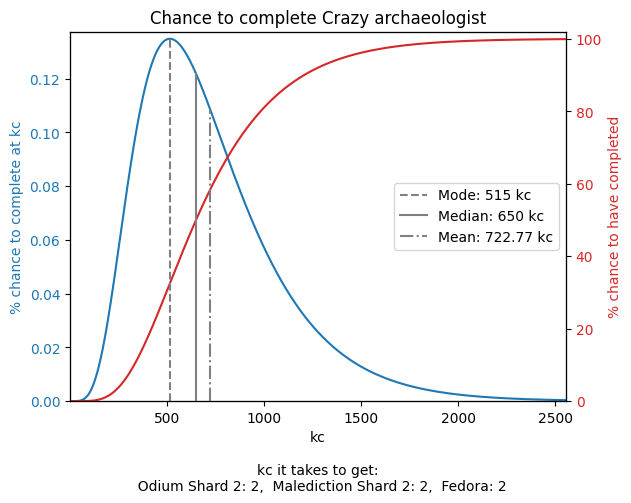 Chance to complete Crazy archaeologist
% chance to complete at kc
0.12
0.10
0.08
0.06
0.04
0.02
0.00
100
80
60
40
20
0
% chance to have completed
Mode: 515 kc
Median: 650 kc
Mean: 722.77 kc
500 1000 1500 2000 2500
kc
kc it takes to get:
Odium Shard 2: 2, Malediction Shard 2: 2, Fedora: 2